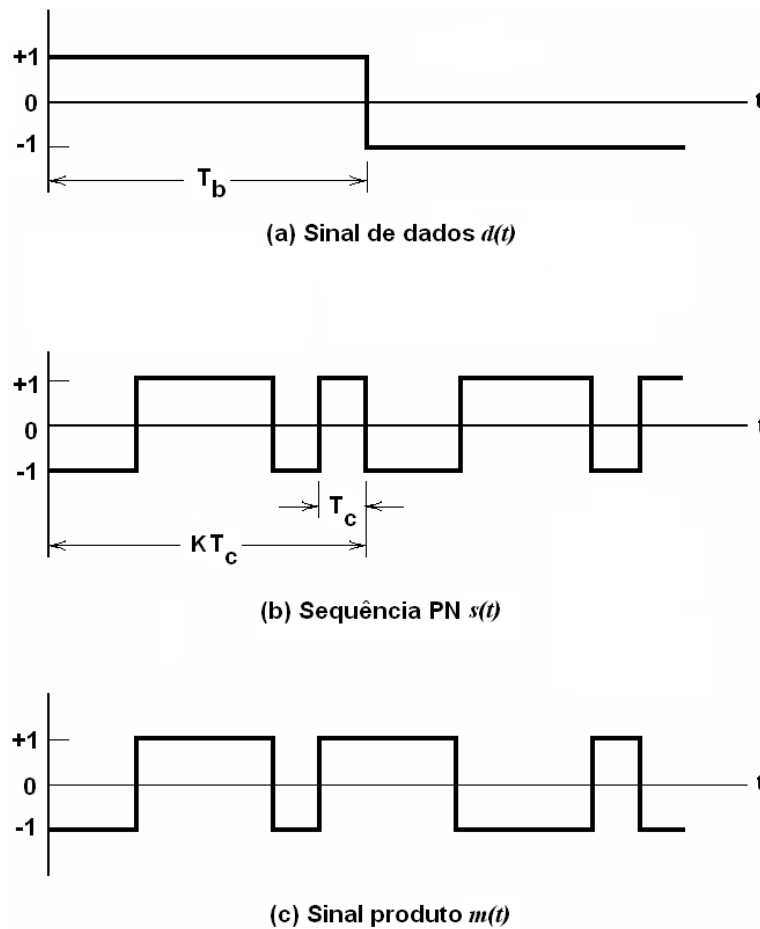 +1
0
-1
t
T_b
(a) Sinal de dados d(t)
+1
0
-1
t
T_c
KT_c
(b) Sequência PN s(t)
+1
0
-1
t
(c) Sinal produto m(t)